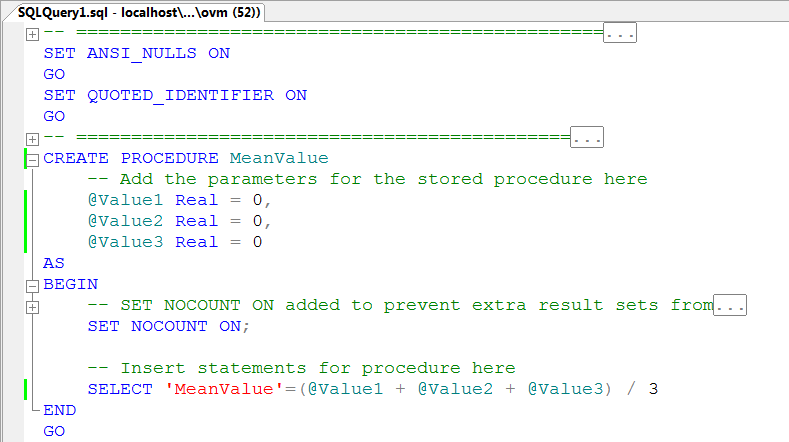 SQLQuery1.sql - localhost\...\ovm (52))
-- ================================================...
SET ANSI_NULLS ON
GO
SET QUOTED_IDENTIFIER ON
GO
-- =============================================...
CREATE PROCEDURE MeanValue
    -- Add the parameters for the stored procedure here
    @Value1 Real = 0,
    @Value2 Real = 0,
    @Value3 Real = 0
AS
BEGIN
    -- SET NOCOUNT ON added to prevent extra result sets from...
    SET NOCOUNT ON;
    -- Insert statements for procedure here
    SELECT 'MeanValue'=(@Value1 + @Value2 + @Value3) / 3
END
GO